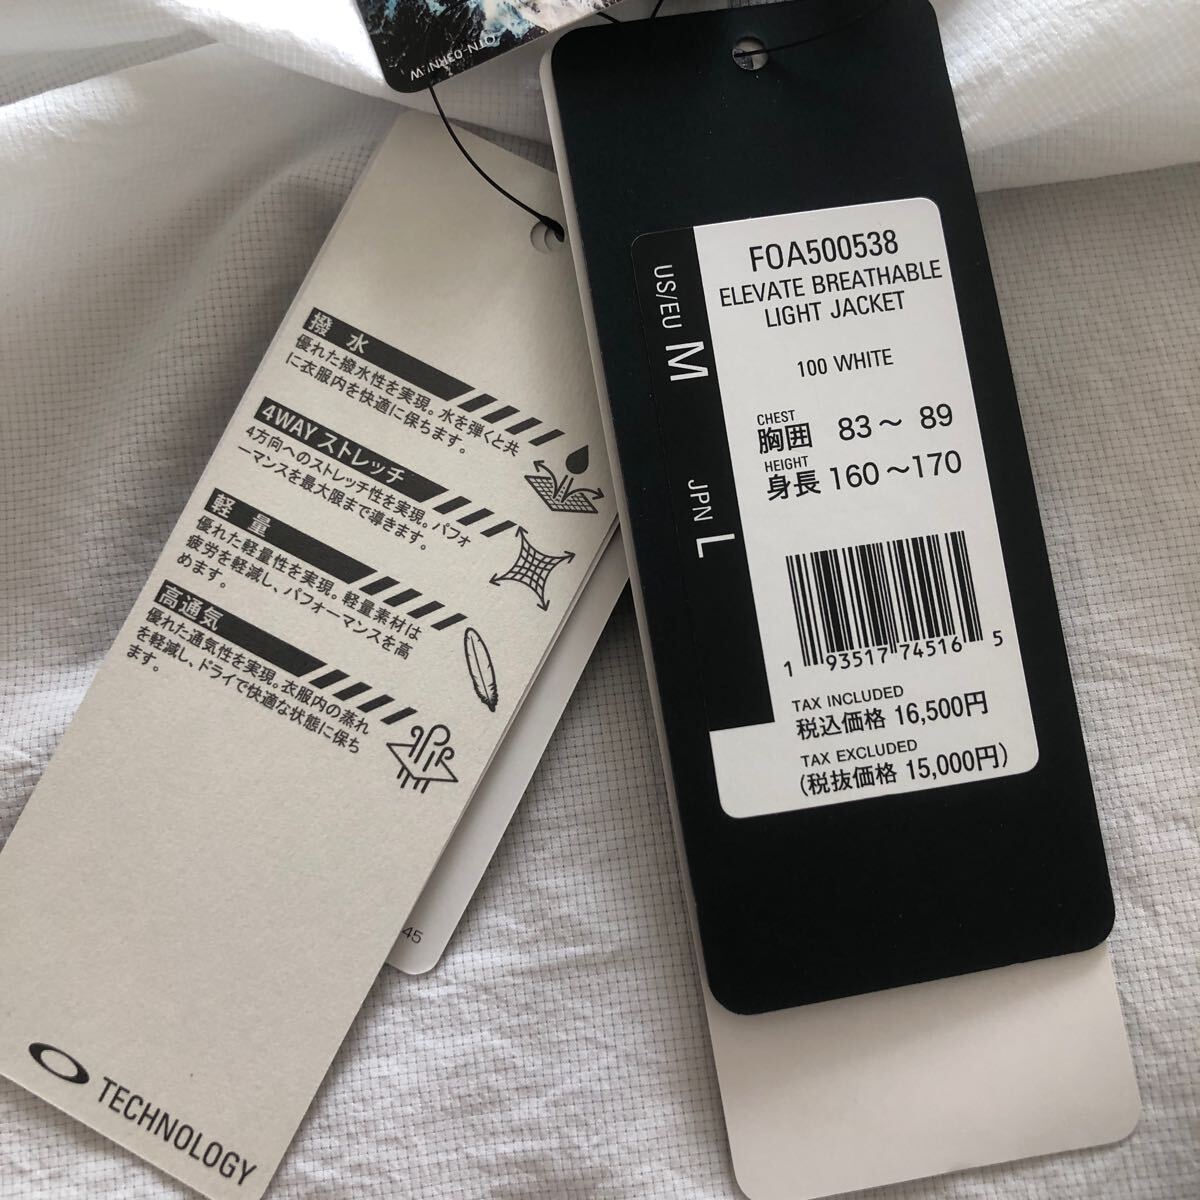 OTN-03RN-W
撥 水
優れた撥水性を実現。水を弾くと共
に衣服内を快適に保ちます。
4WAY ストレッチ
4方向へのストレッチ性を実現。パフォ
ーマンスを最大限まで導きます。
軽 量
優れた軽量性を実現。軽量素材は
疲労を軽減し、パフォーマンスを高
めます。
高通気
優れた通気性を実現。衣服内の蒸れ
を軽減し、ドライで快適な状態に保ち
ます。
TECHNOLOGY
45
US/EU M
JPN L
FOA500538
ELEVATE BREATHABLE
LIGHT JACKET
100 WHITE
CHEST
胸囲 83～ 89
HEIGHT
身長 160～170
1 93517 74516 5
TAX INCLUDED
税込価格 16,500円
TAX EXCLUDED
(税抜価格 15,000円)